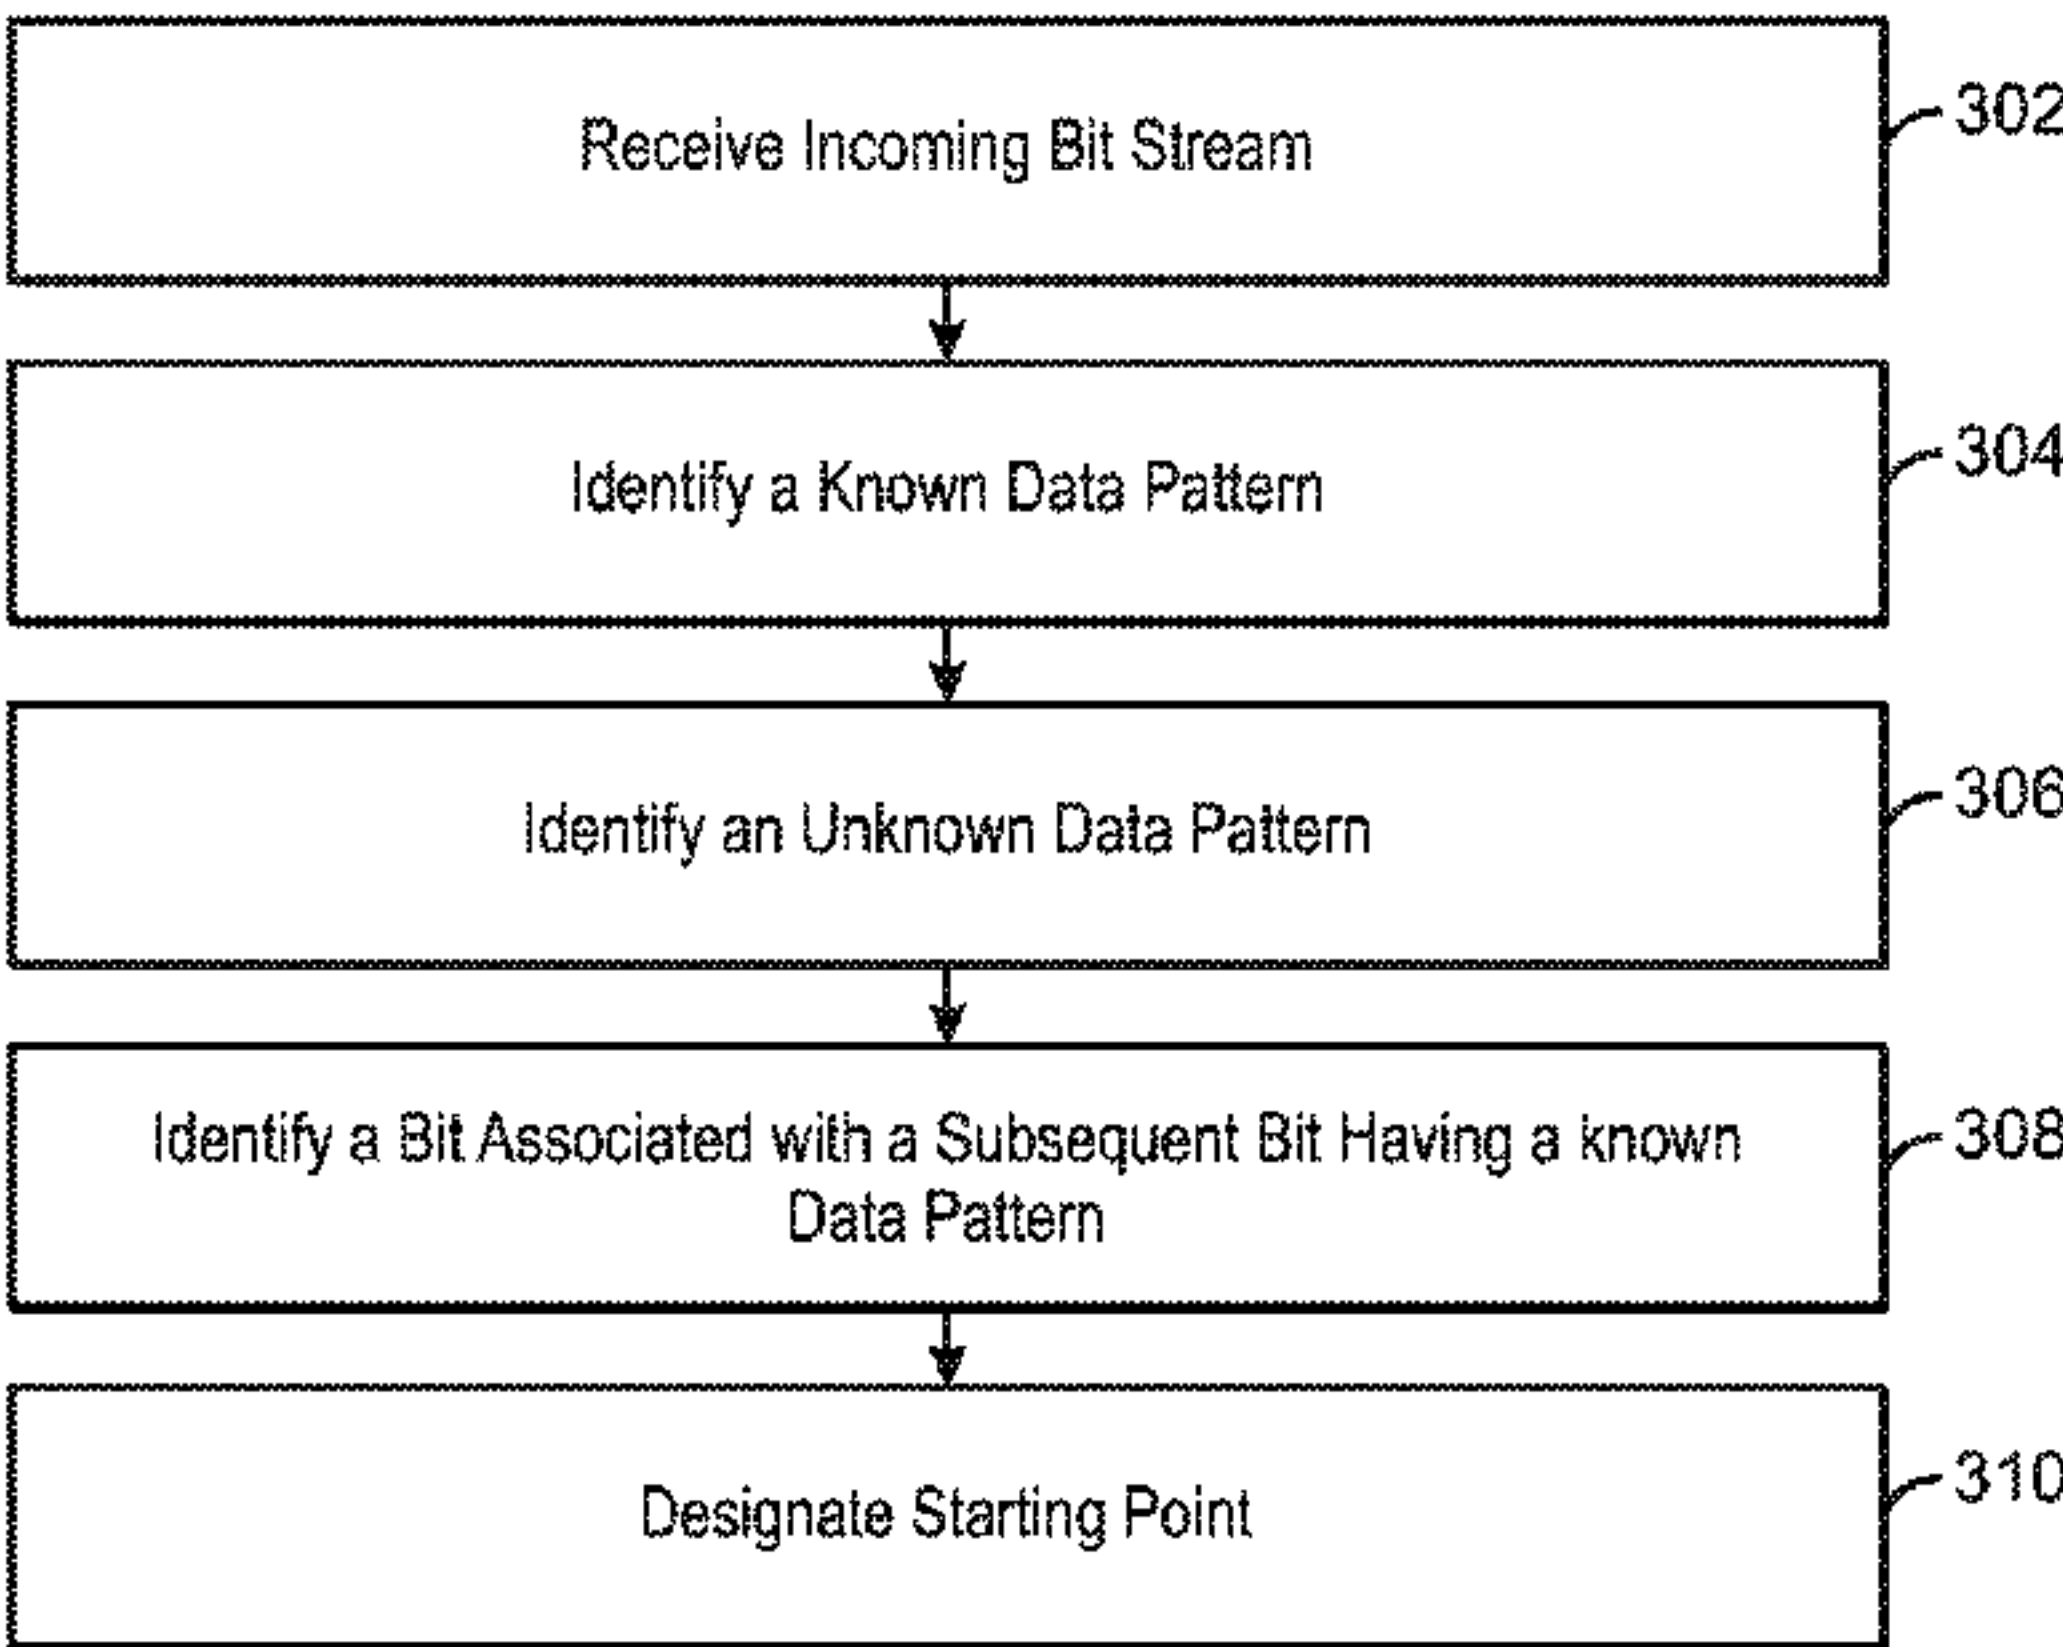 Receive Incoming Bit Stream
302
Identify a Known Data Pattern
304
Identify an Unknown Data Pattern
306
Identify a Bit Associated with a Subsequent Bit Having a known
Data Pattern
308
Designate Starting Point
310